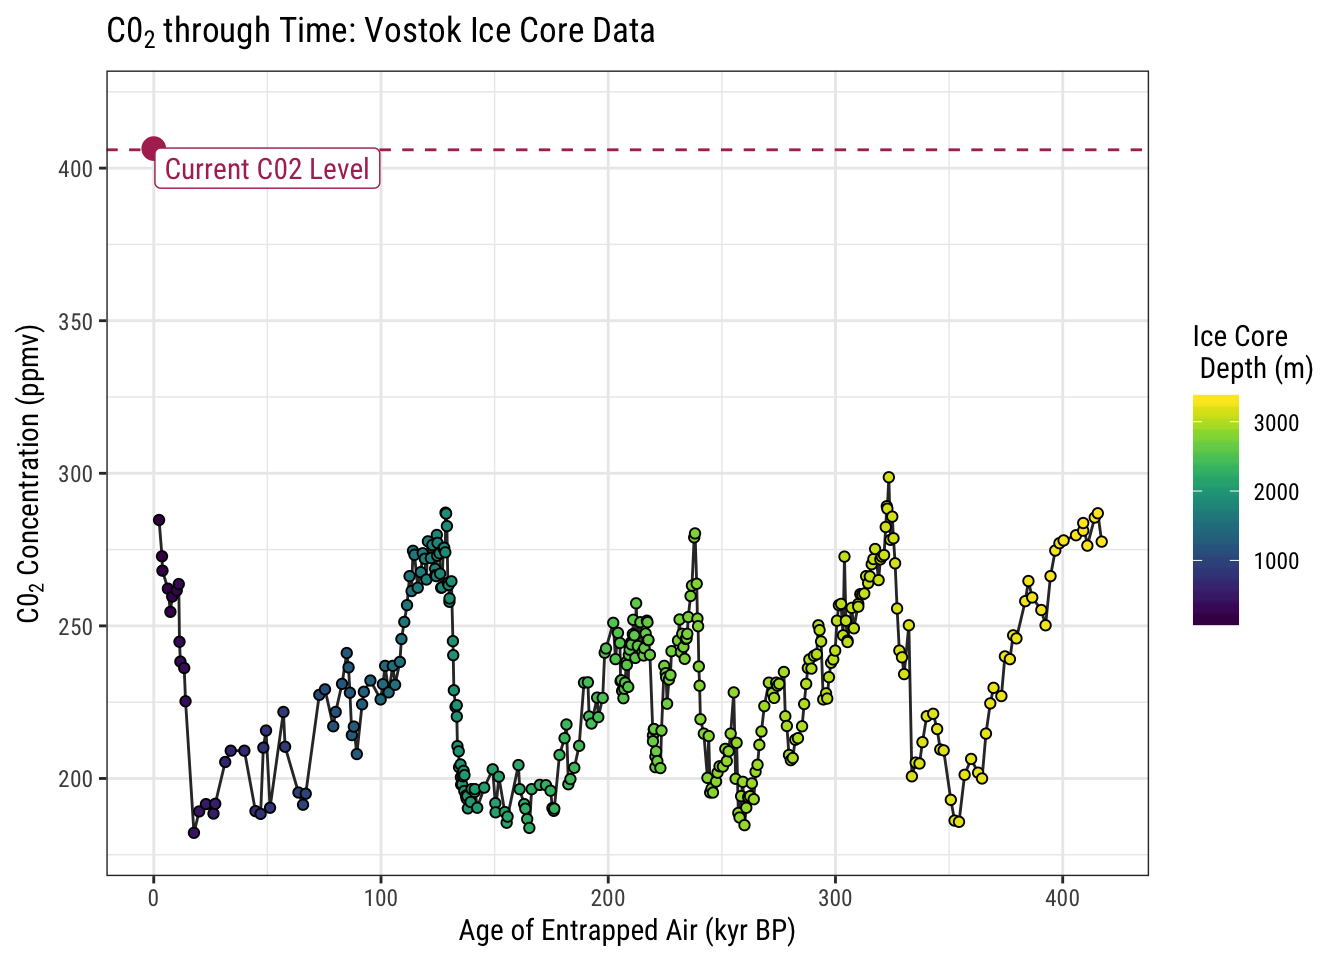 C0₂ through Time: Vostok Ice Core Data
Current C02 Level
400
350
300
250
200
C0₂ Concentration (ppmv)
0
100
200
300
400
Age of Entrapped Air (kyr BP)
Ice Core
Depth (m)
3000
2000
1000